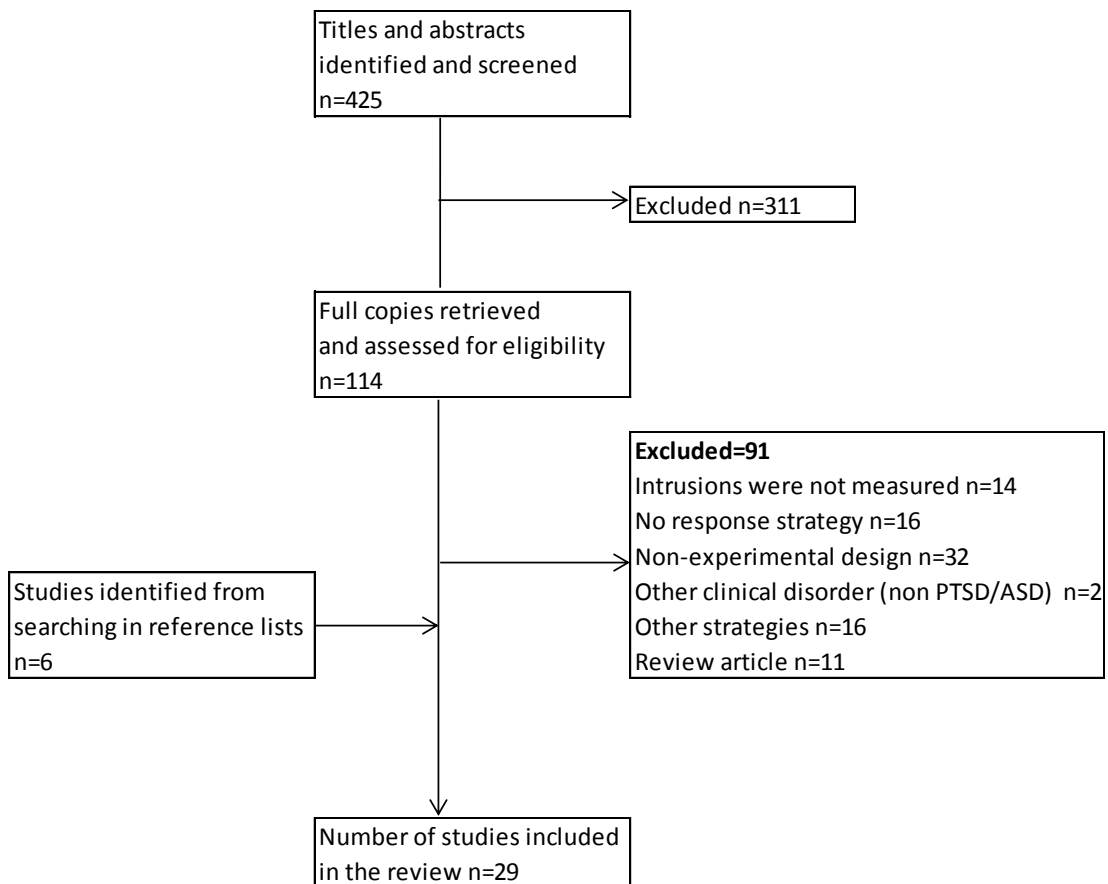 Titles and abstracts
identified and screened
n=425
Excluded n=311
Full copies retrieved
and assessed for eligibility
n=114
Excluded=91
Intrusions were not measured n=14
No response strategy n=16
Non-experimental design n=32
Other clinical disorder (non PTSD/ASD)  n=2
Other strategies n=16
Review article n=11
Studies identified from
searching in reference lists
n=6
Number of studies included
in the review n=29